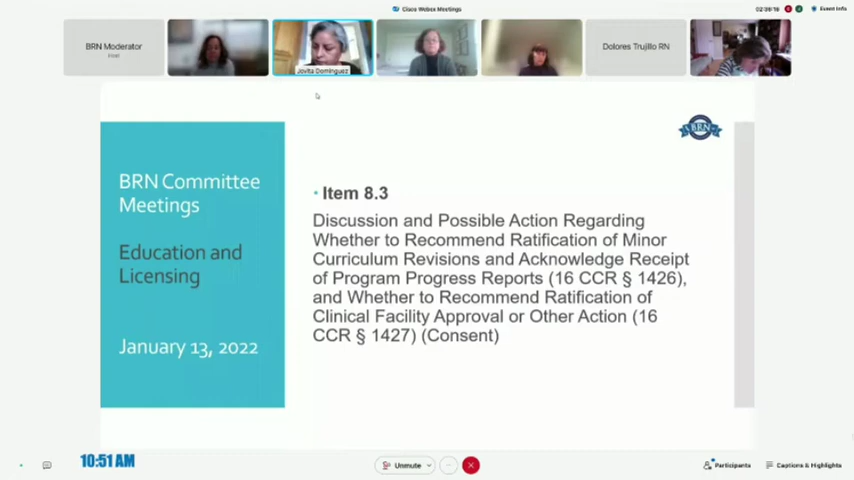 Cisco Webex Meetings
Event Info
BRN Moderator
Host
Jovita Dominguez
Dolores Trujillo RN
BRN
BRN Committee
Meetings
Education and
Licensing
January 13, 2022
• Item 8.3
Discussion and Possible Action Regarding
Whether to Recommend Ratification of Minor
Curriculum Revisions and Acknowledge Receipt
of Program Progress Reports (16 CCR § 1426),
and Whether to Recommend Ratification of
Clinical Facility Approval or Other Action (16
CCR § 1427) (Consent)
10:51 AM
Unmute
Participants
Captions & Highlights